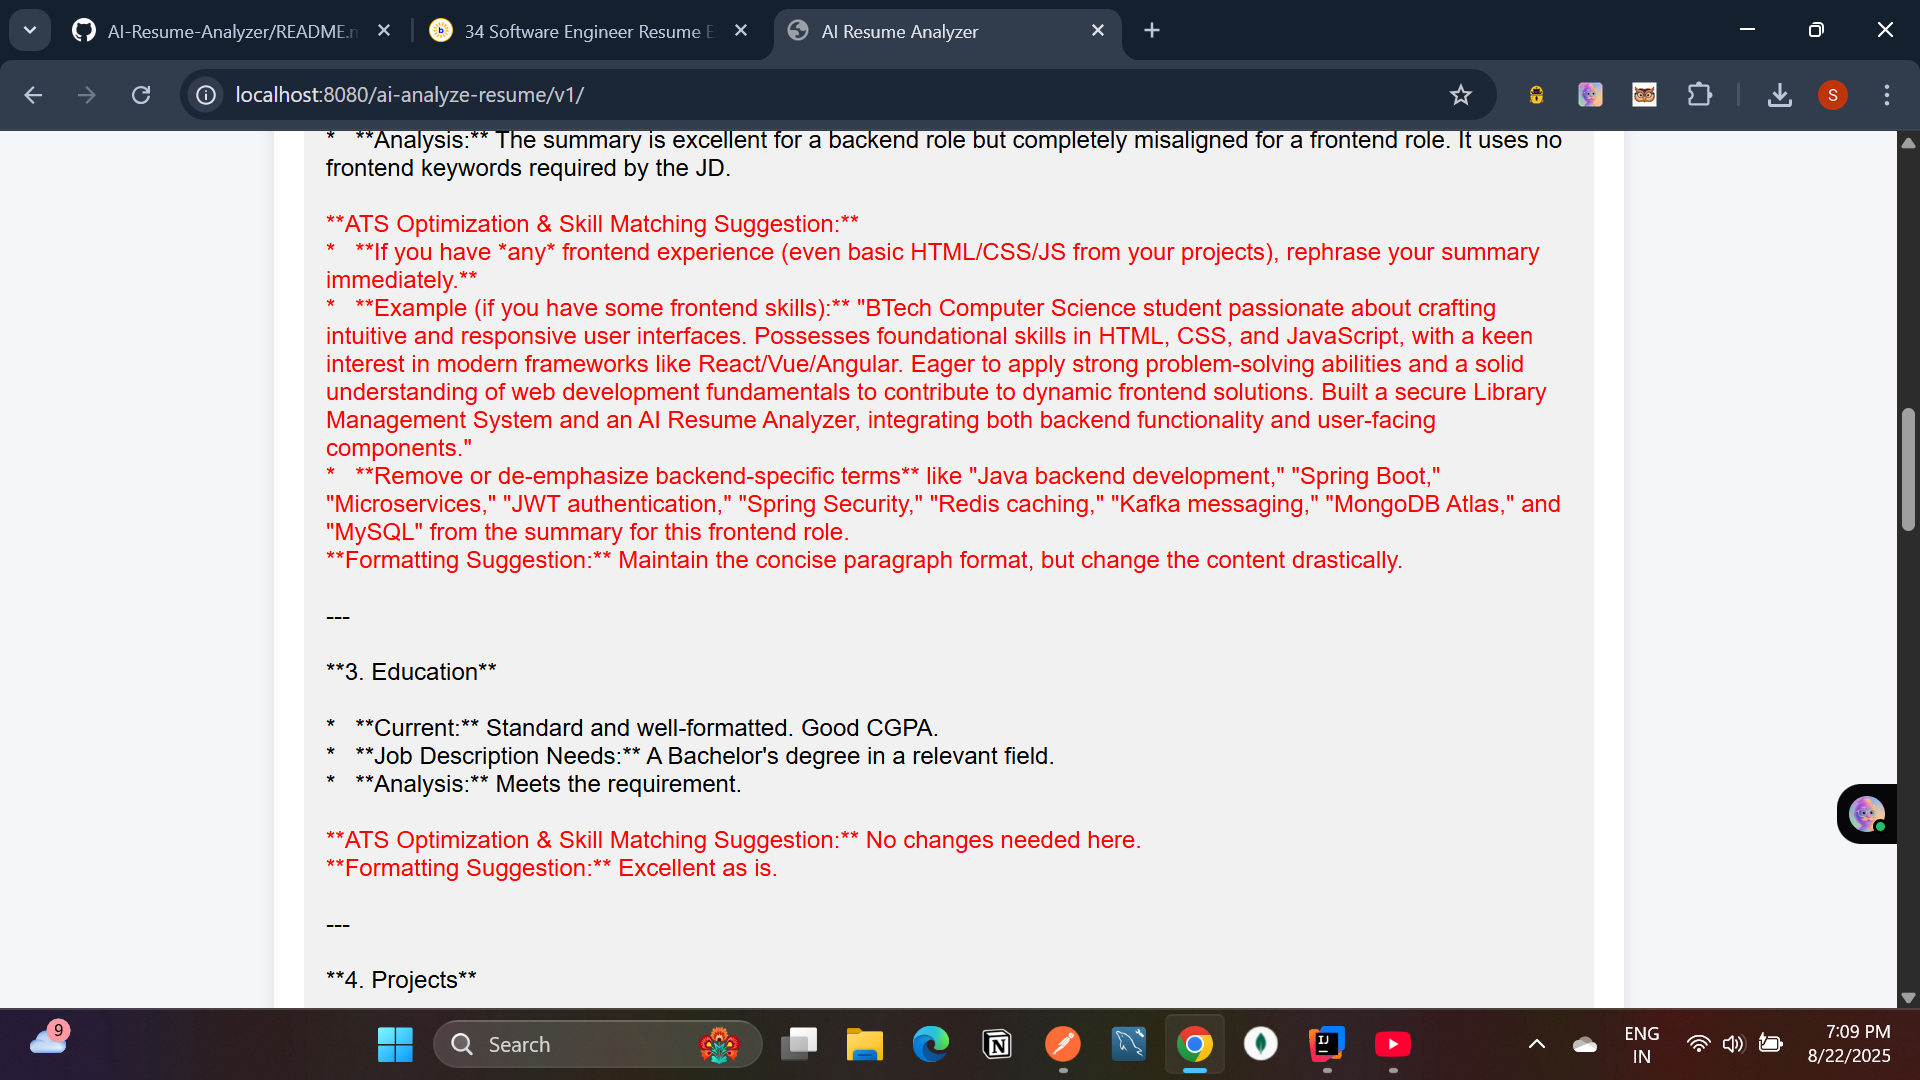 AI-Resume-Analyzer/README.m
34 Software Engineer Resume E
AI Resume Analyzer
localhost:8080/ai-analyze-resume/v1/
S
*   **Analysis:** The summary is excellent for a backend role but completely misaligned for a frontend role. It uses no
frontend keywords required by the JD.
**ATS Optimization & Skill Matching Suggestion:**
*   **If you have *any* frontend experience (even basic HTML/CSS/JS from your projects), rephrase your summary
immediately.**
*   **Example (if you have some frontend skills):** "BTech Computer Science student passionate about crafting
intuitive and responsive user interfaces. Possesses foundational skills in HTML, CSS, and JavaScript, with a keen
interest in modern frameworks like React/Vue/Angular. Eager to apply strong problem-solving abilities and a solid
understanding of web development fundamentals to contribute to dynamic frontend solutions. Built a secure Library
Management System and an AI Resume Analyzer, integrating both backend functionality and user-facing
components."
*   **Remove or de-emphasize backend-specific terms** like "Java backend development," "Spring Boot,"
"Microservices," "JWT authentication," "Spring Security," "Redis caching," "Kafka messaging," "MongoDB Atlas," and
"MySQL" from the summary for this frontend role.
**Formatting Suggestion:** Maintain the concise paragraph format, but change the content drastically.
---
**3. Education**
*   **Current:** Standard and well-formatted. Good CGPA.
*   **Job Description Needs:** A Bachelor's degree in a relevant field.
*   **Analysis:** Meets the requirement.
**ATS Optimization & Skill Matching Suggestion:** No changes needed here.
**Formatting Suggestion:** Excellent as is.
---
**4. Projects**
9
Search
ENG
IN
7:09 PM
8/22/2025